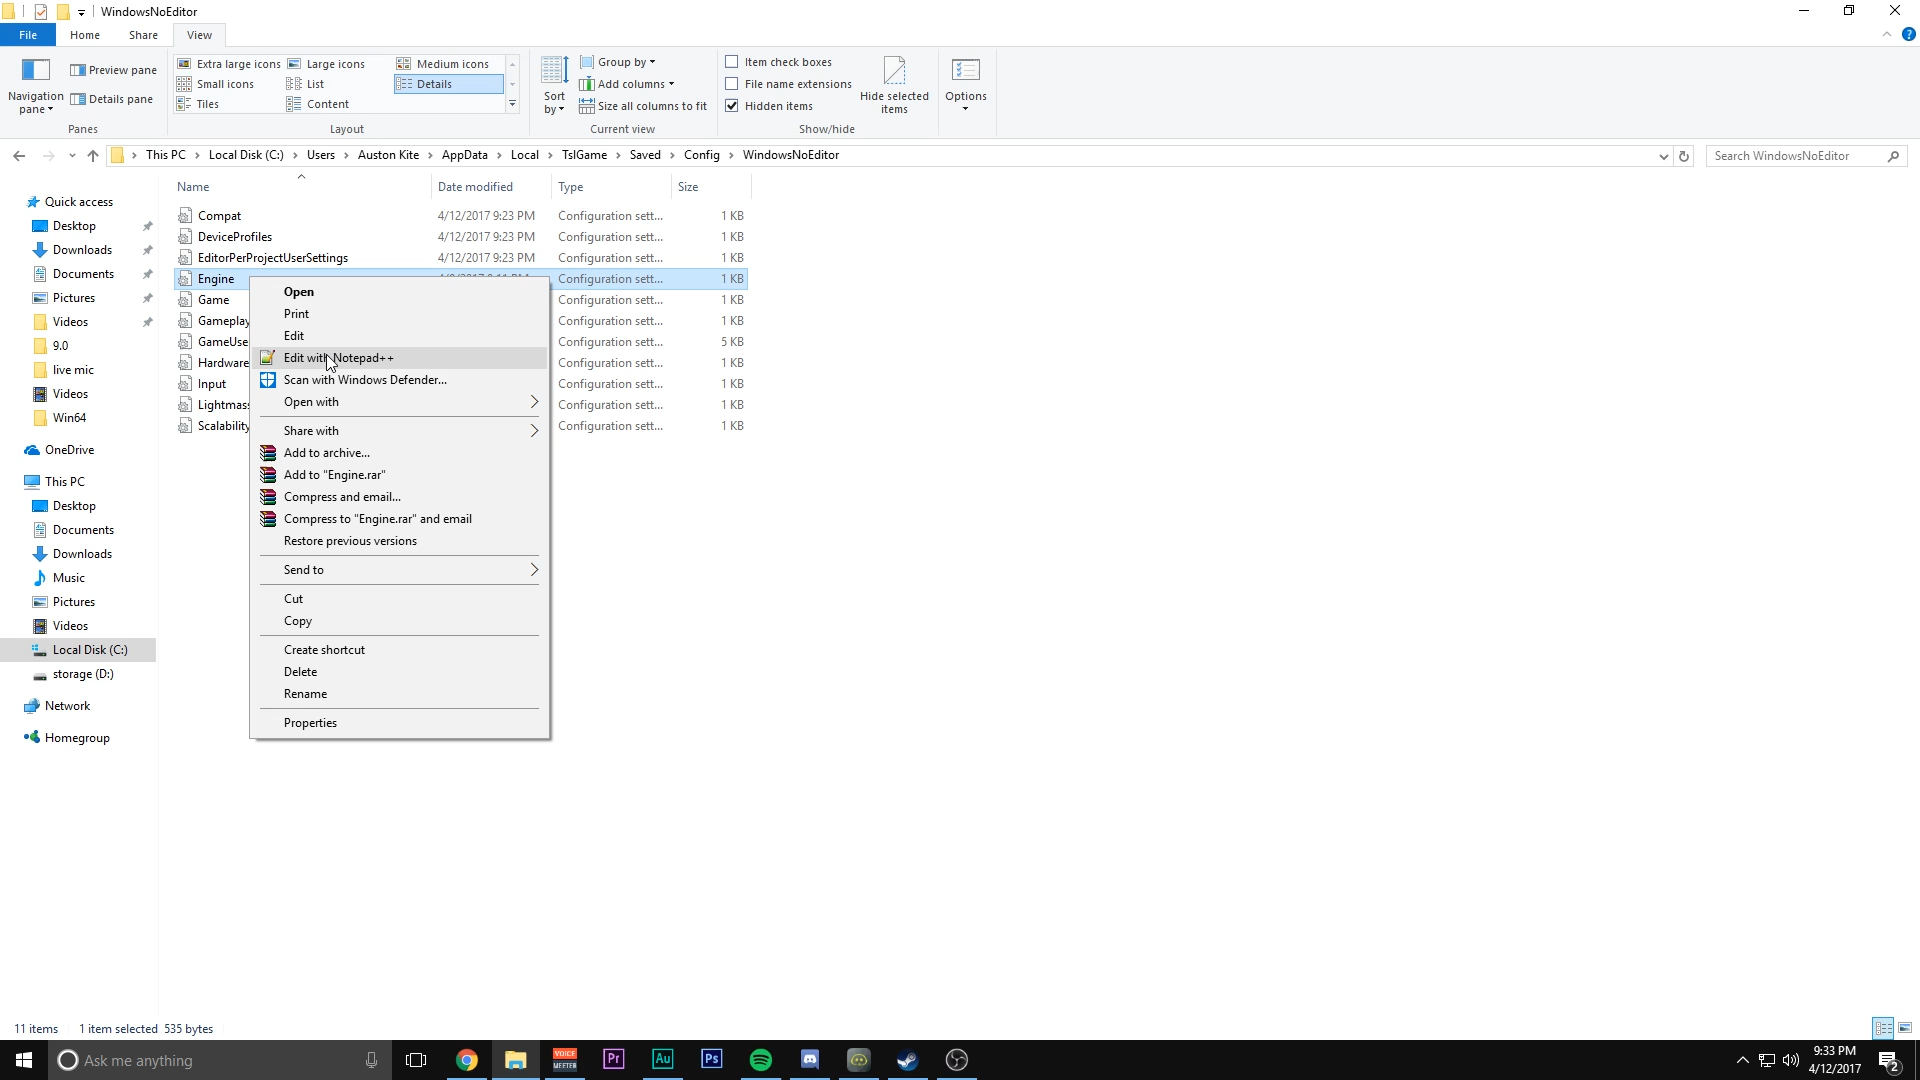 WindowsNoEditor
File Home Share View
Navigation pane
Preview pane
Details pane
Panes
Extra large icons Large icons Medium icons
Small icons List Details
Tiles Content
Layout
Sort by
Group by
Add columns
Size all columns to fit
Current view
Item check boxes
File name extensions
Hidden items
Hide selected items
Show/hide
Options
This PC > Local Disk (C:) > Users > Auston Kite > AppData > Local > TslGame > Saved > Config > WindowsNoEditor
Search WindowsNoEditor
Quick access
Desktop
Downloads
Documents
Pictures
Videos
9.0
live mic
Videos
Win64
OneDrive
This PC
Desktop
Documents
Downloads
Music
Pictures
Videos
Local Disk (C:)
storage (D:)
Network
Homegroup
Name Date modified Type Size
Compat 4/12/2017 9:23 PM Configuration sett... 1 KB
DeviceProfiles 4/12/2017 9:23 PM Configuration sett... 1 KB
EditorPerProjectUserSettings 4/12/2017 9:23 PM Configuration sett... 1 KB
Engine Configuration sett... 1 KB
Game Configuration sett... 1 KB
Gameplay Configuration sett... 1 KB
GameUse Configuration sett... 5 KB
Hardware Configuration sett... 1 KB
Input Configuration sett... 1 KB
Lightmass Configuration sett... 1 KB
Scalability Configuration sett... 1 KB
Open
Print
Edit
Edit with Notepad++
Scan with Windows Defender...
Open with
Share with
Add to archive...
Add to "Engine.rar"
Compress and email...
Compress to "Engine.rar" and email
Restore previous versions
Send to
Cut
Copy
Create shortcut
Delete
Rename
Properties
11 items 1 item selected 535 bytes
Ask me anything
VOICE
MEETER
Pr
Au
Ps
9:33 PM
4/12/2017
2